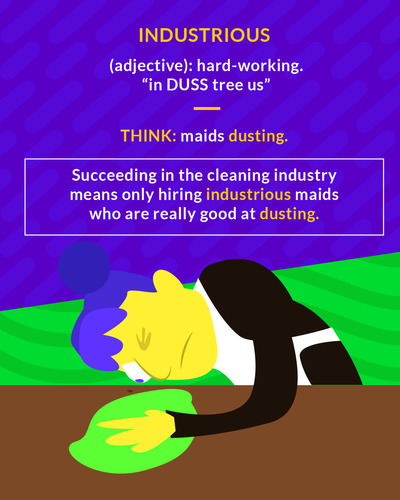 INDUSTRIOUS
(adjective): hard-working.
“in DUSS tree us”
THINK: maids dusting.
Succeeding in the cleaning industry
means only hiring industrious maids
who are really good at dusting.